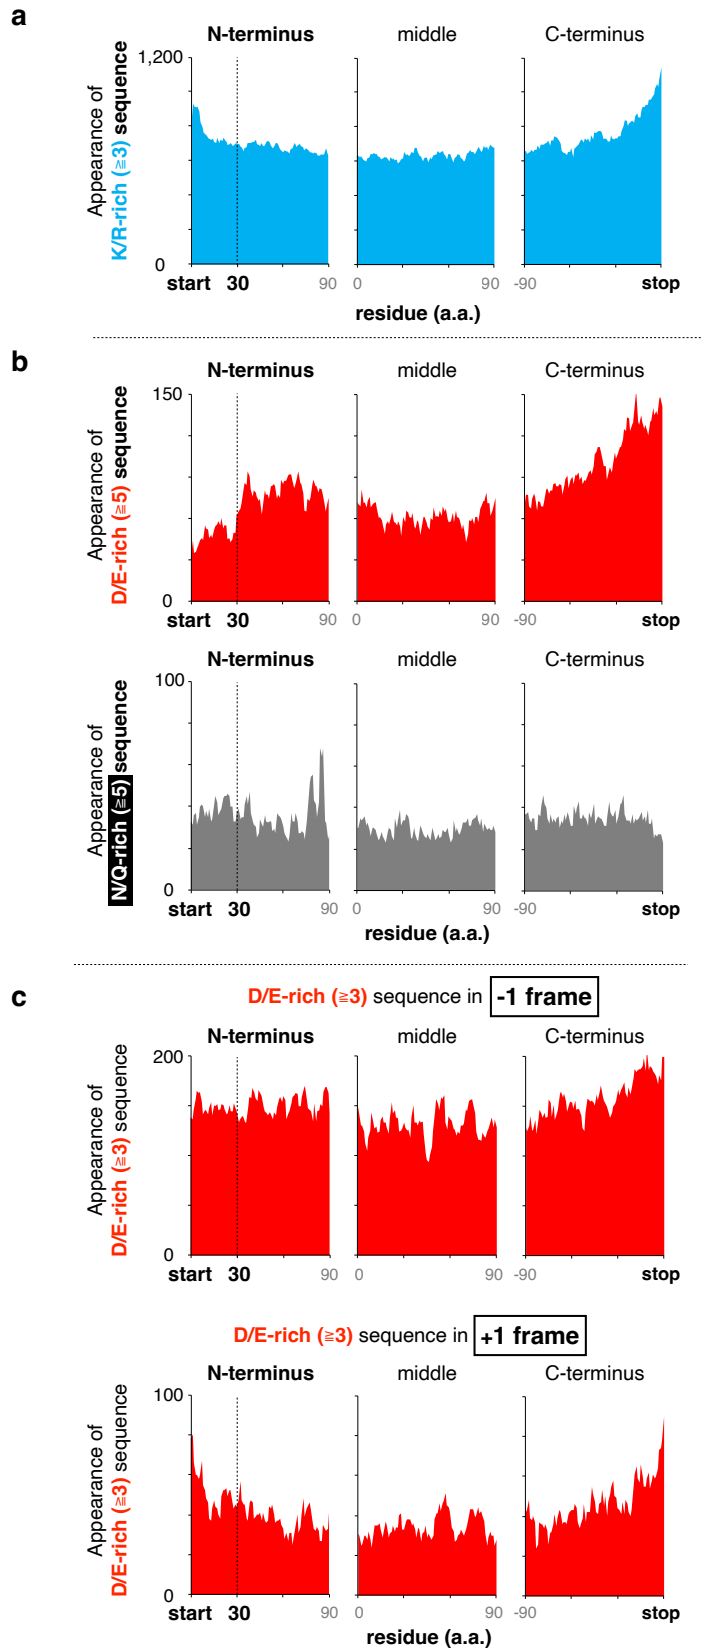 a
N-terminus
middle
C-terminus
Appearance of
K/R-rich (≧3) sequence
1,200
0
start
30
90
0
90
-90
stop
residue (a.a.)
b
N-terminus
middle
C-terminus
Appearance of
D/E-rich (≧5) sequence
150
0
start
30
90
0
90
-90
stop
N-terminus
middle
C-terminus
Appearance of
N/Q-rich (≧5) sequence
100
0
start
30
90
0
90
-90
stop
residue (a.a.)
c
D/E-rich (≧3) sequence in -1 frame
N-terminus
middle
C-terminus
Appearance of
D/E-rich (≧3) sequence
200
0
start
30
90
0
90
-90
stop
D/E-rich (≧3) sequence in +1 frame
N-terminus
middle
C-terminus
Appearance of
D/E-rich (≧3) sequence
100
0
start
30
90
0
90
-90
stop
residue (a.a.)